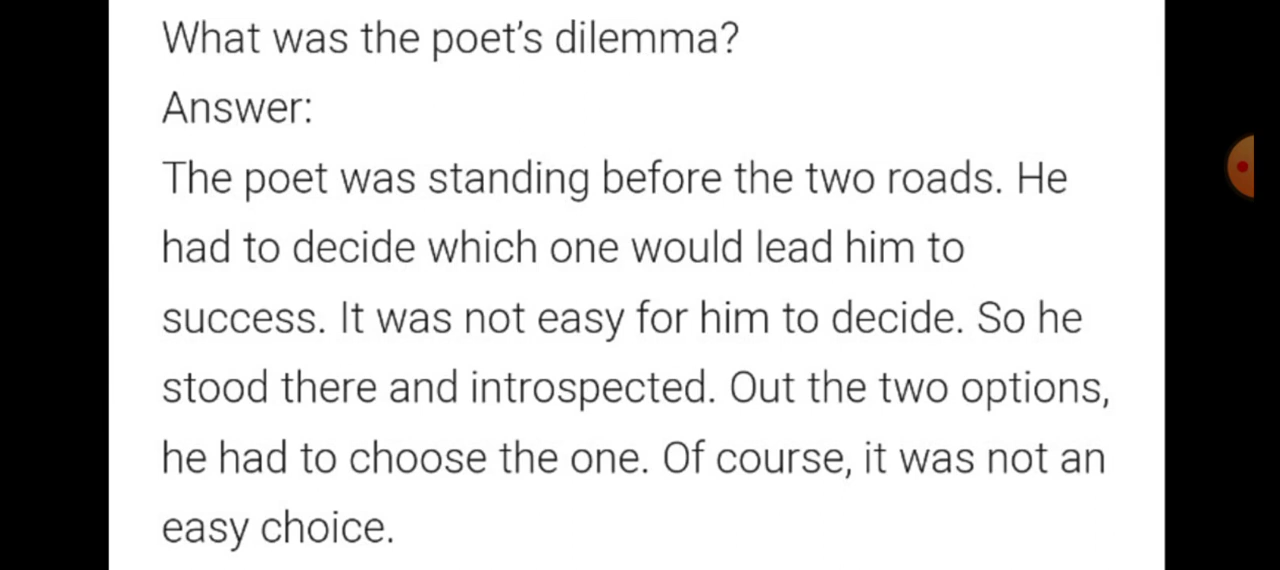 What was the poet’s dilemma?
Answer:
The poet was standing before the two roads. He
had to decide which one would lead him to
success. It was not easy for him to decide. So he
stood there and introspected. Out the two options,
he had to choose the one. Of course, it was not an
easy choice.